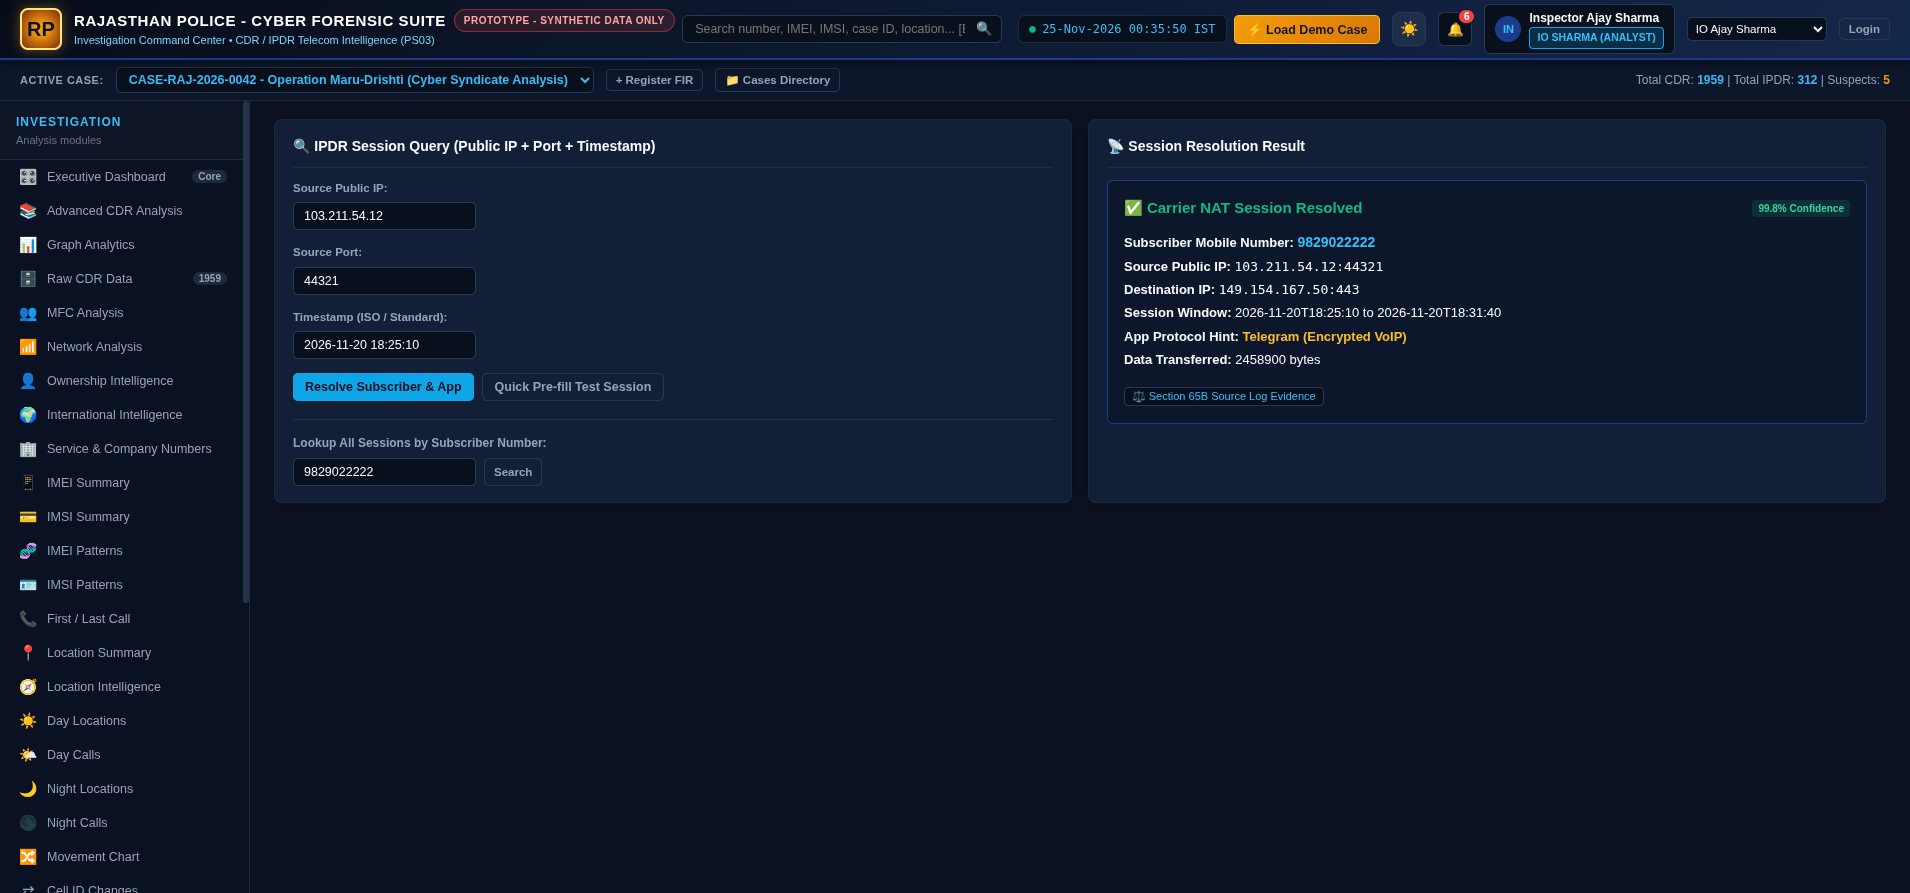 RP
RAJASTHAN POLICE - CYBER FORENSIC SUITE
PROTOTYPE - SYNTHETIC DATA ONLY
Investigation Command Center • CDR / IPDR Telecom Intelligence (PS03)
Search number, IMEI, IMSI, case ID, location...
25-Nov-2026 00:35:50 IST
⚡ Load Demo Case
6
IN
Inspector Ajay Sharma
IO SHARMA (ANALYST)
IO Ajay Sharma
Login
ACTIVE CASE:
CASE-RAJ-2026-0042 - Operation Maru-Drishti (Cyber Syndicate Analysis)
+ Register FIR
📁 Cases Directory
Total CDR: 1959 | Total IPDR: 312 | Suspects: 5
INVESTIGATION
Analysis modules
Executive Dashboard
Core
Advanced CDR Analysis
Graph Analytics
Raw CDR Data
1959
MFC Analysis
Network Analysis
Ownership Intelligence
International Intelligence
Service & Company Numbers
IMEI Summary
IMSI Summary
IMEI Patterns
IMSI Patterns
First / Last Call
Location Summary
Location Intelligence
Day Locations
Day Calls
Night Locations
Night Calls
Movement Chart
Cell ID Changes
🔍 IPDR Session Query (Public IP + Port + Timestamp)
Source Public IP:
103.211.54.12
Source Port:
44321
Timestamp (ISO / Standard):
2026-11-20 18:25:10
Resolve Subscriber & App
Quick Pre-fill Test Session
Lookup All Sessions by Subscriber Number:
9829022222
Search
📡 Session Resolution Result
✅ Carrier NAT Session Resolved
99.8% Confidence
Subscriber Mobile Number: 9829022222
Source Public IP: 103.211.54.12:44321
Destination IP: 149.154.167.50:443
Session Window: 2026-11-20T18:25:10 to 2026-11-20T18:31:40
App Protocol Hint: Telegram (Encrypted VoIP)
Data Transferred: 2458900 bytes
⚖️ Section 65B Source Log Evidence